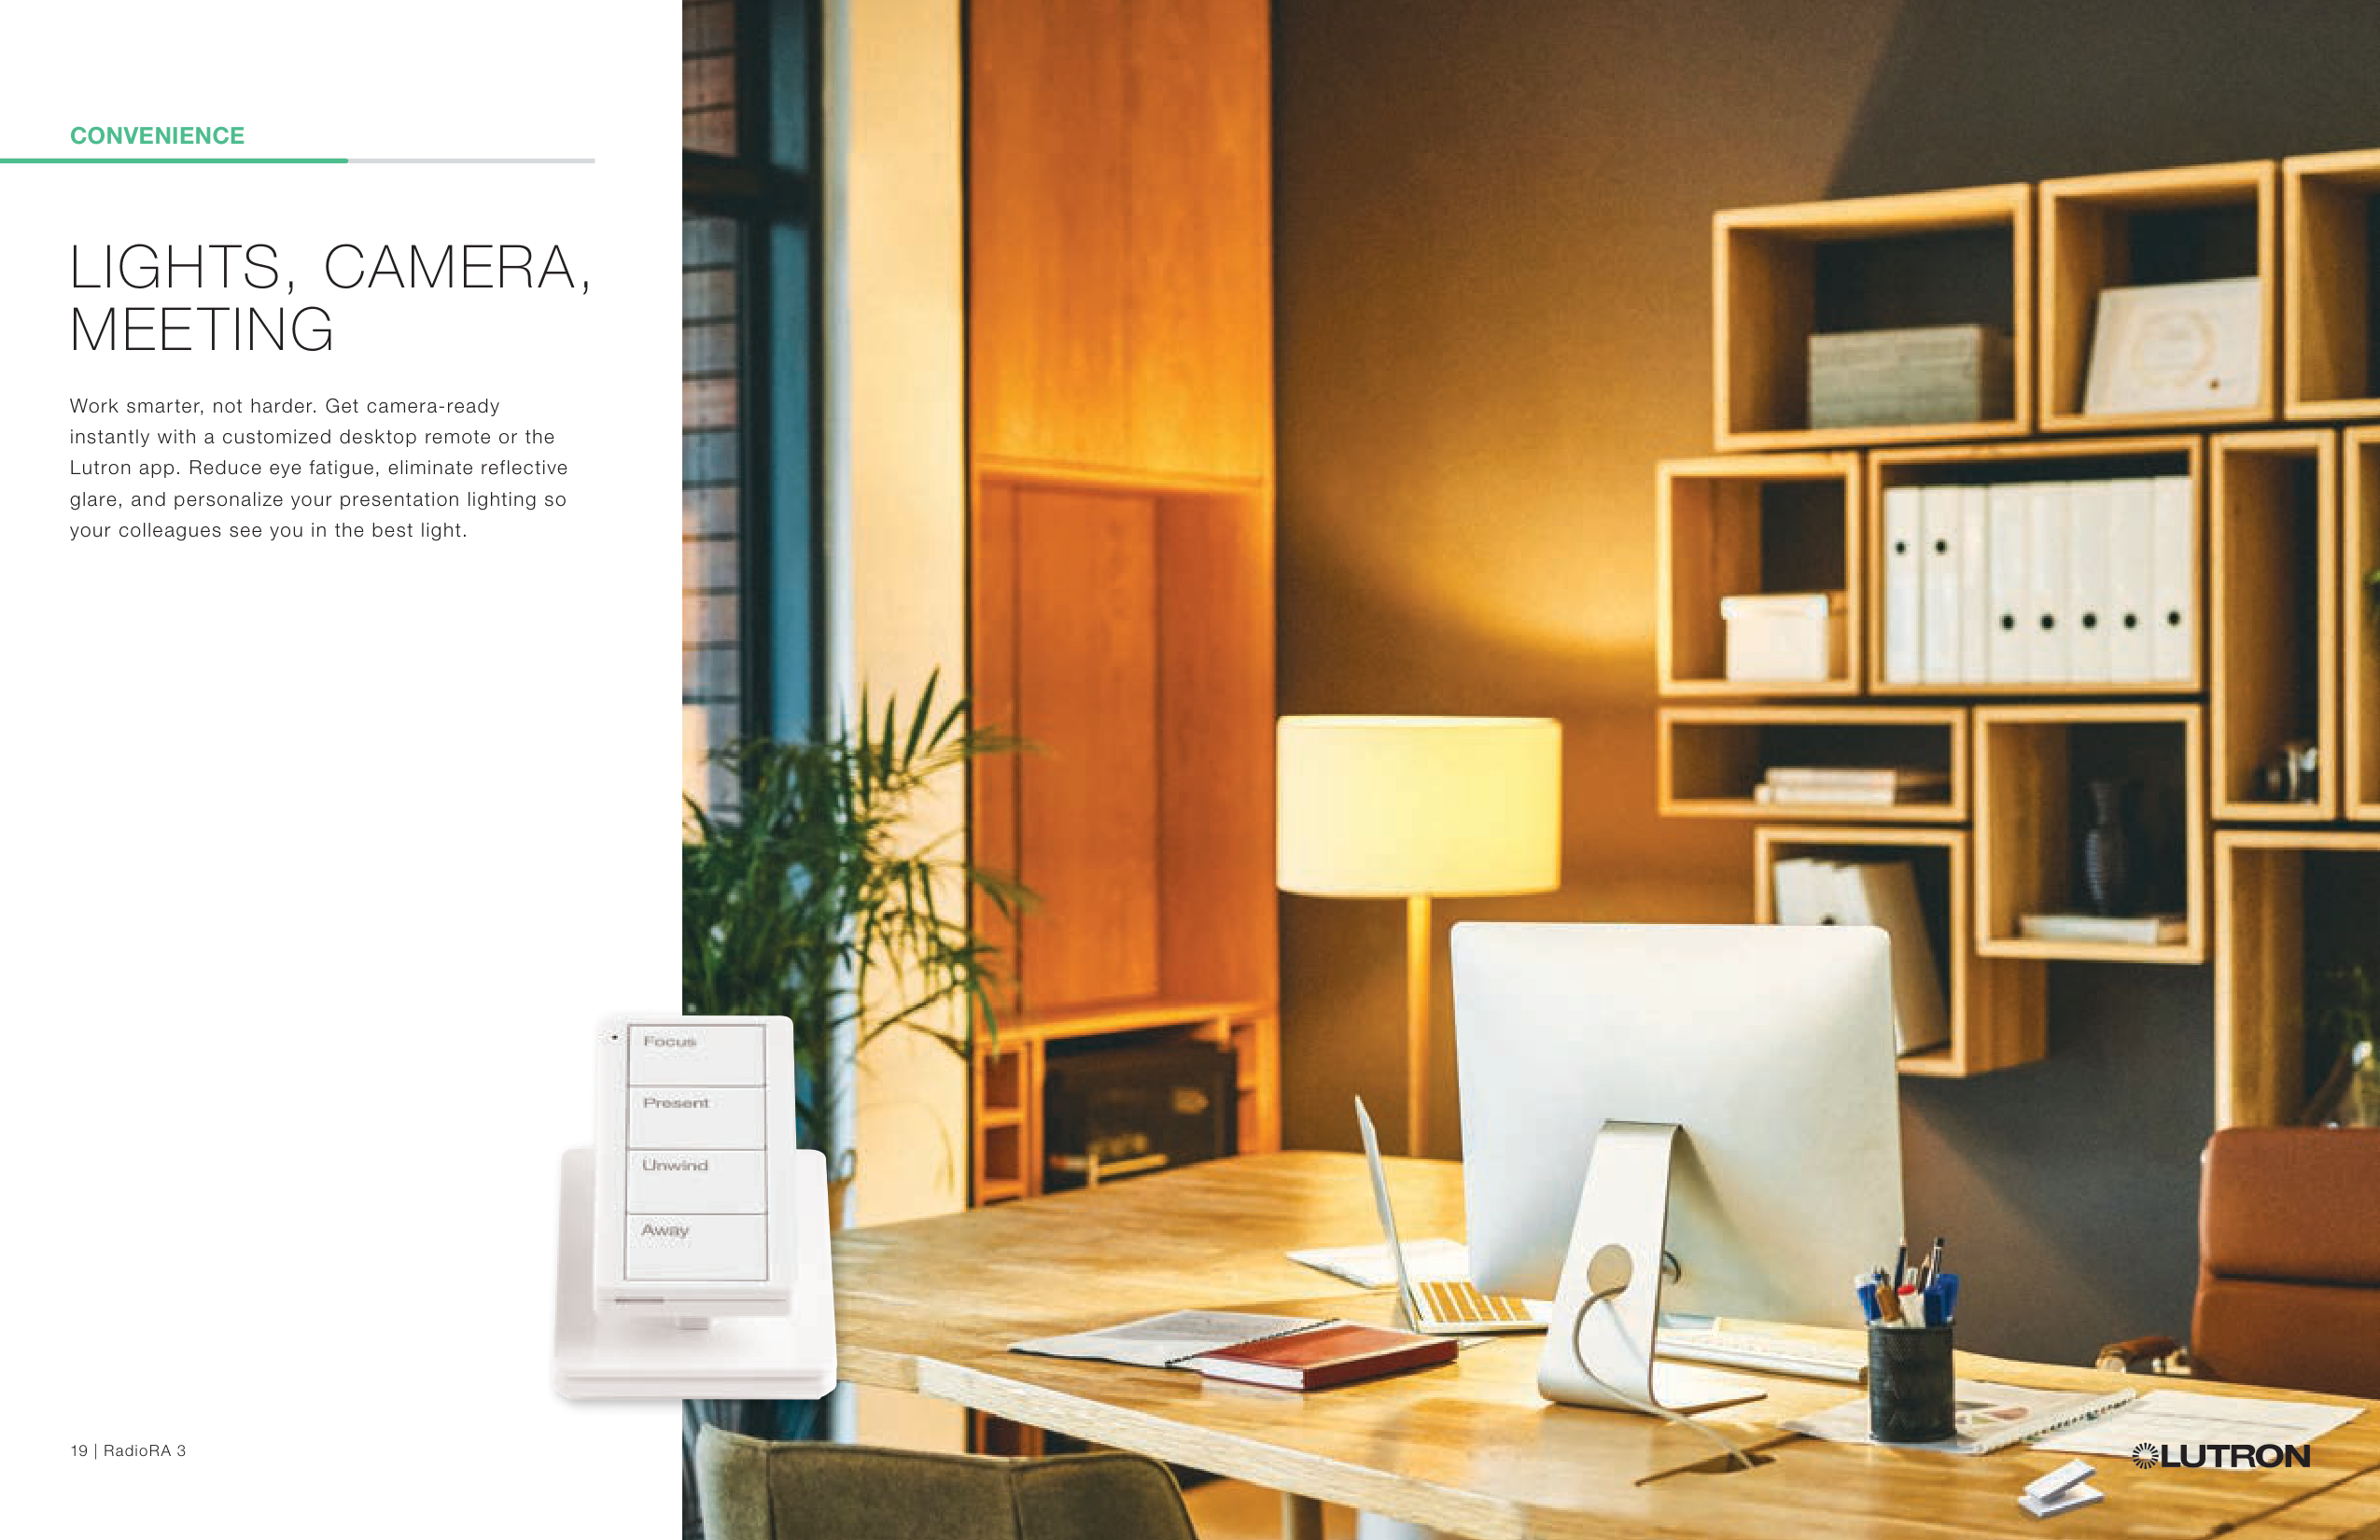 CONVENIENCE
LIGHTS, CAMERA,
MEETING
Work smarter, not harder. Get camera-ready
instantly with a customized desktop remote or the
Lutron app. Reduce eye fatigue, eliminate reflective
glare, and personalize your presentation lighting so
your colleagues see you in the best light.
Focus
Present
Unwind
Away
19 | RadioRA 3
LUTRON